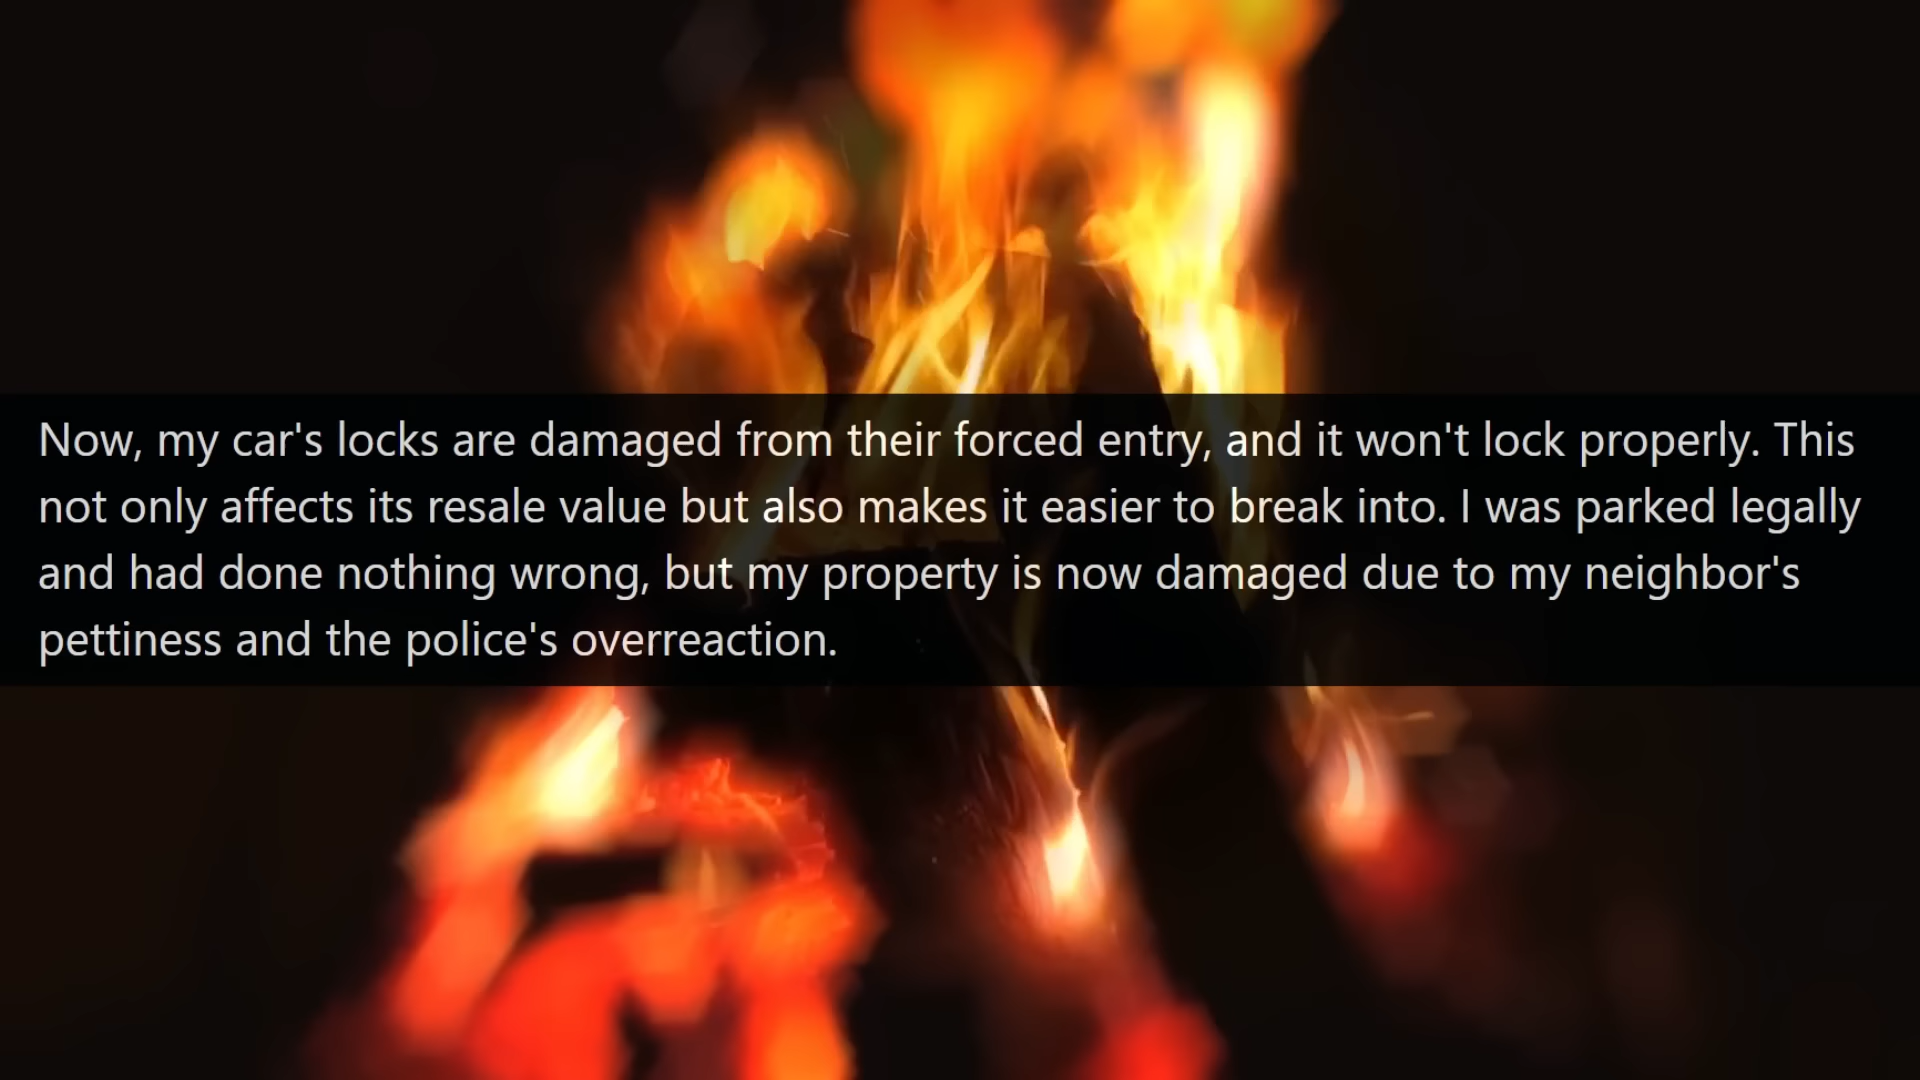 Now, my car's locks are damaged from their forced entry, and it won't lock properly. This
not only affects its resale value but also makes it easier to break into. I was parked legally
and had done nothing wrong, but my property is now damaged due to my neighbor's
pettiness and the police's overreaction.